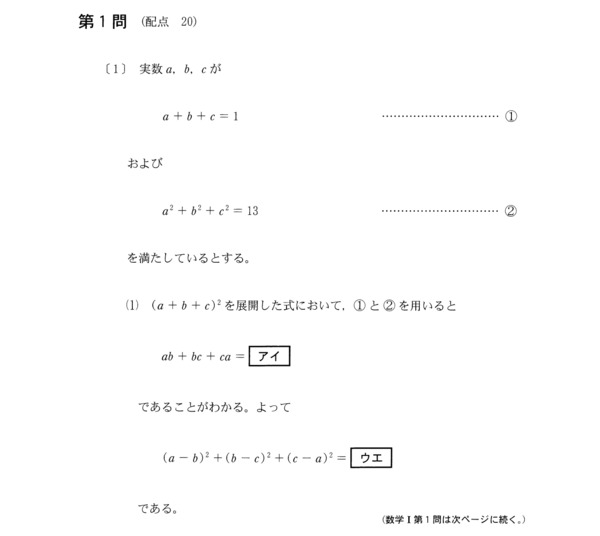 第1問 (配点 20)
〔1〕 実数 a, b, c が
a + b + c = 1 …………………………… ①
および
a² + b² + c² = 13 …………………………… ②
を満たしているとする。
(1) (a + b + c)² を展開した式において, ① と ② を用いると
ab + bc + ca = アイ
であることがわかる。よって
(a − b)² + (b − c)² + (c − a)² = ウエ
である。
(数学Ⅰ第1問は次ページに続く。)